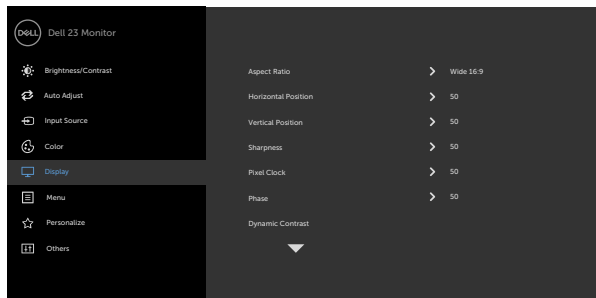 DELL Dell 23 Monitor
Brightness/Contrast
Auto Adjust
Input Source
Color
Display
Menu
Personalize
Others
Aspect Ratio Wide 16:9
Horizontal Position 50
Vertical Position 50
Sharpness 50
Pixel Clock 50
Phase 50
Dynamic Contrast